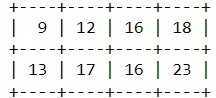 +----+----+----+----+
|  9 | 12 | 16 | 18 |
+----+----+----+----+
| 13 | 17 | 16 | 23 |
+----+----+----+----+